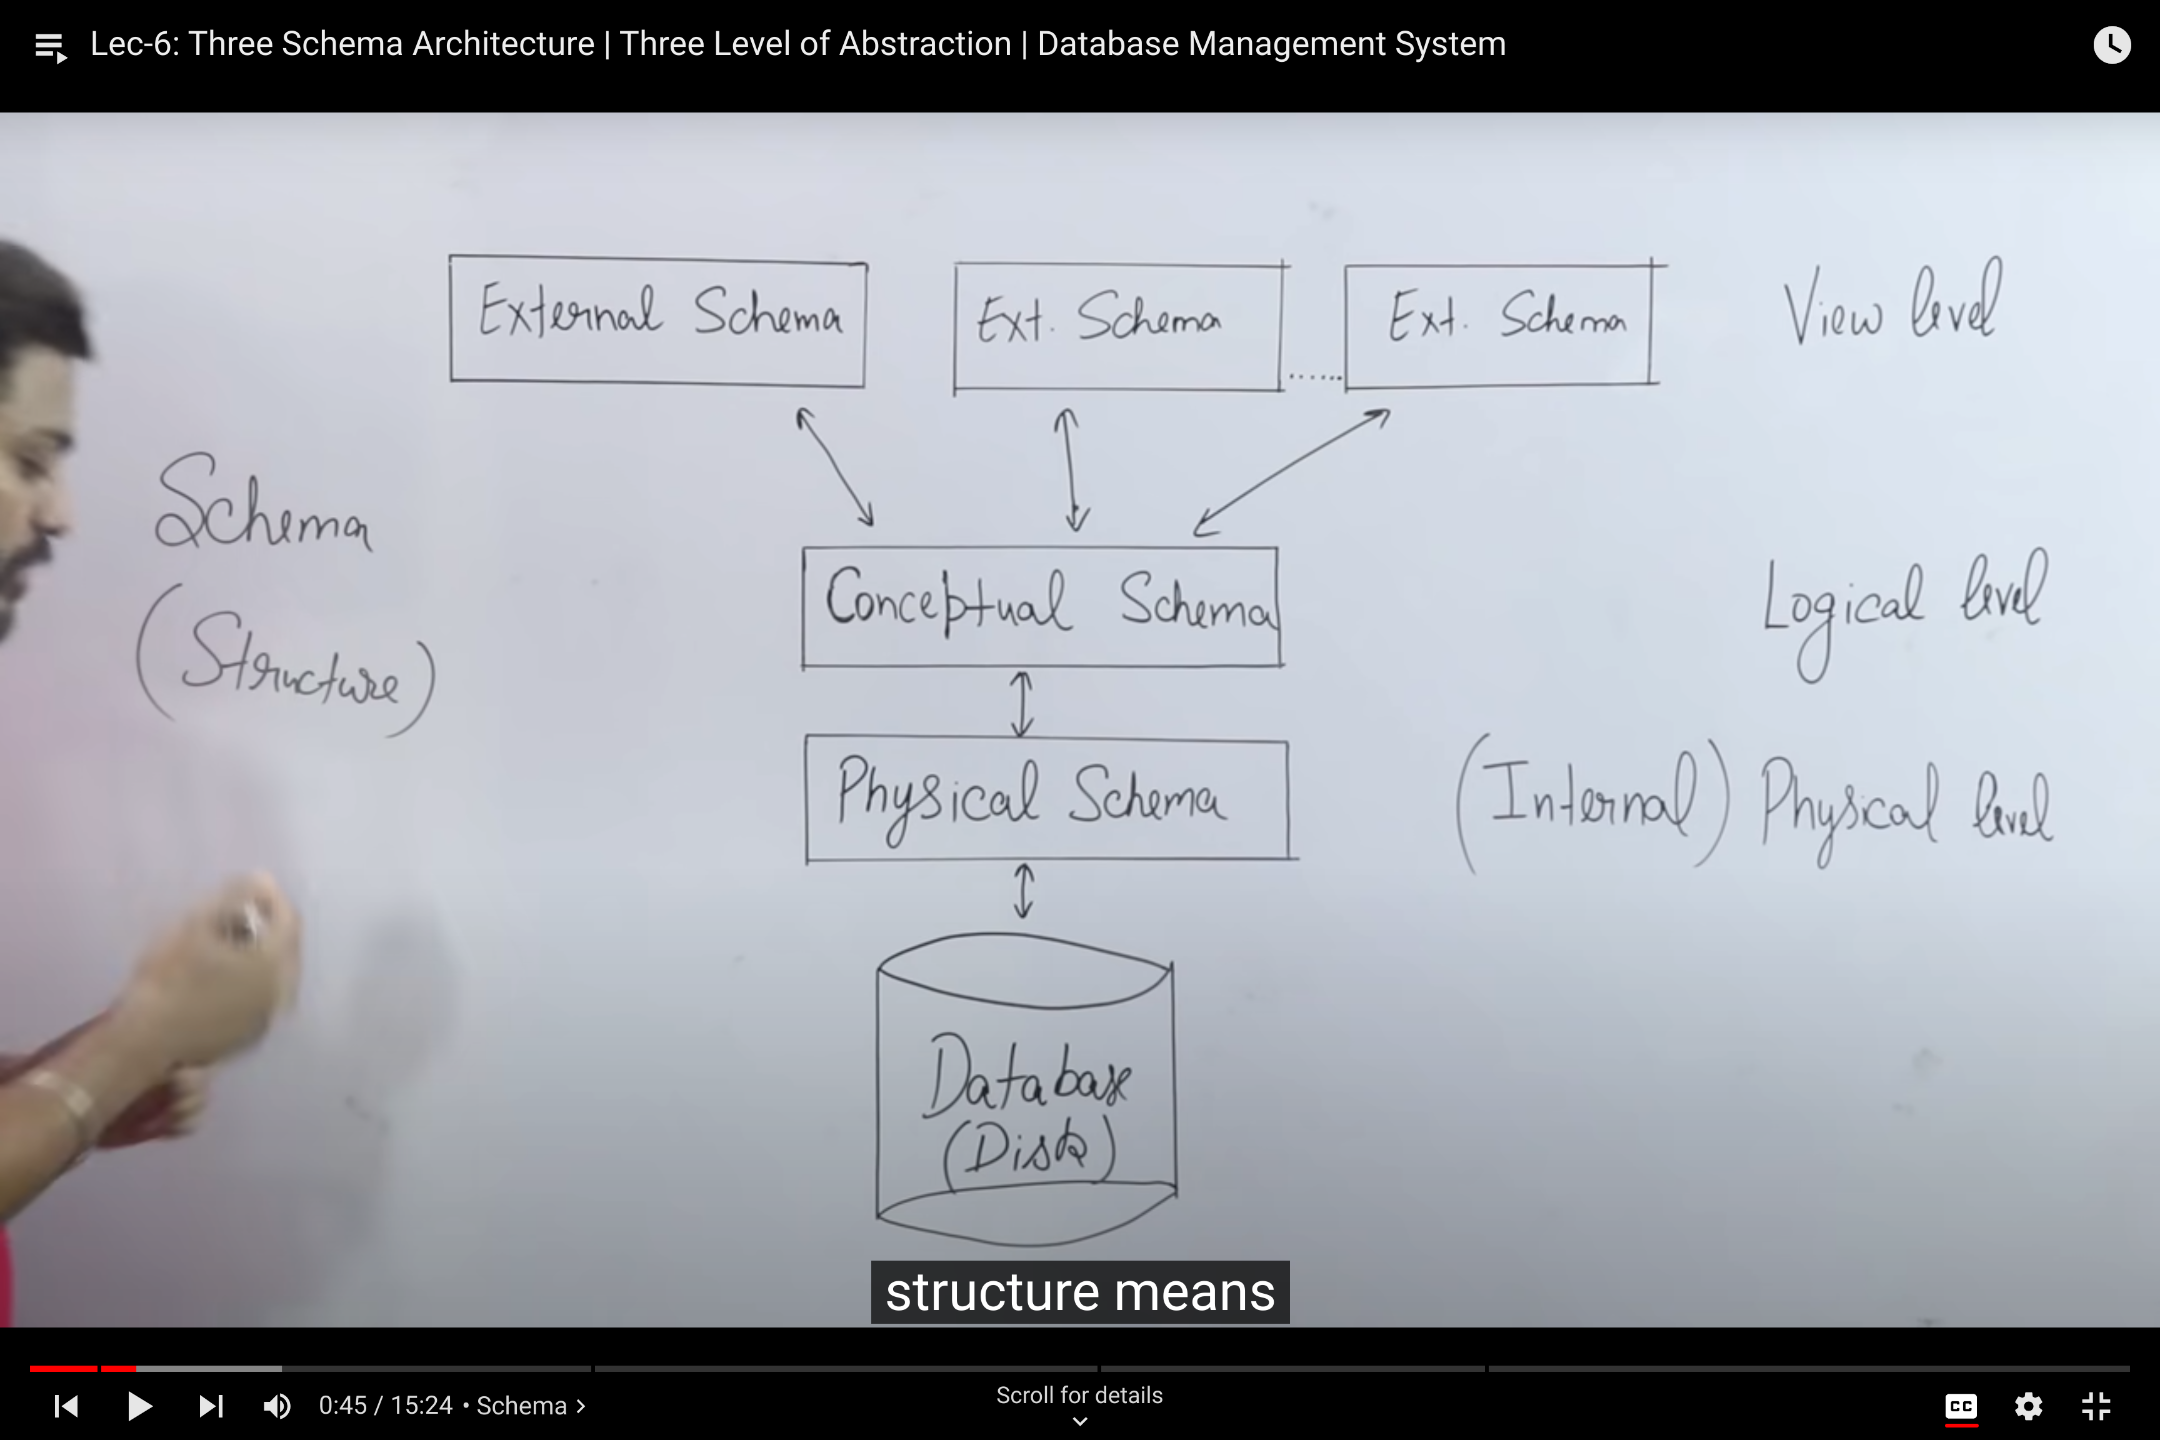 Lec-6: Three Schema Architecture | Three Level of Abstraction | Database Management System
External Schema
Ext. Schema
......
Ext. Schema
View level
Schema
(Structure)
Conceptual Schema
Logical level
Physical Schema
(Internal) Physical level
Database
(Disk)
structure means
0:45 / 15:24 • Schema >
Scroll for details
CC